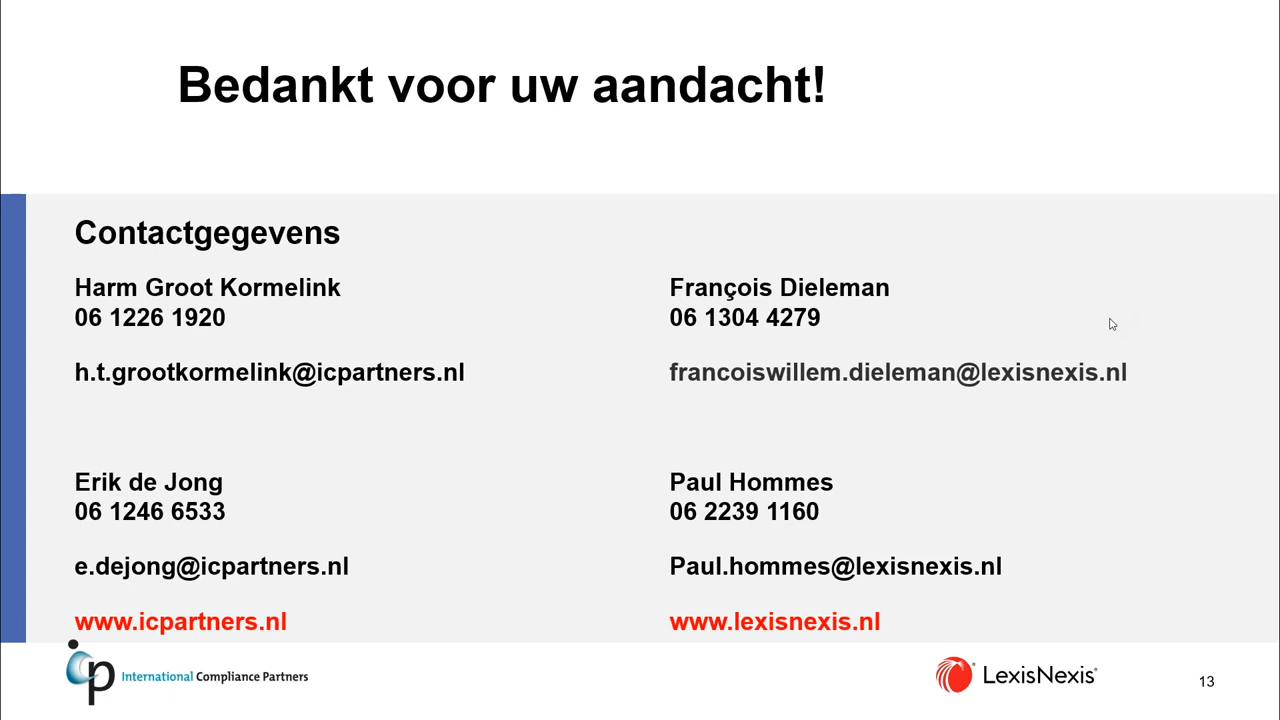 Bedankt voor uw aandacht!
Contactgegevens
Harm Groot Kormelink
06 1226 1920
h.t.grootkormelink@icpartners.nl
Erik de Jong
06 1246 6533
e.dejong@icpartners.nl
www.icpartners.nl
François Dieleman
06 1304 4279
francoiswillem.dieleman@lexisnexis.nl
Paul Hommes
06 2239 1160
Paul.hommes@lexisnexis.nl
www.lexisnexis.nl
icp International Compliance Partners
LexisNexis®
13